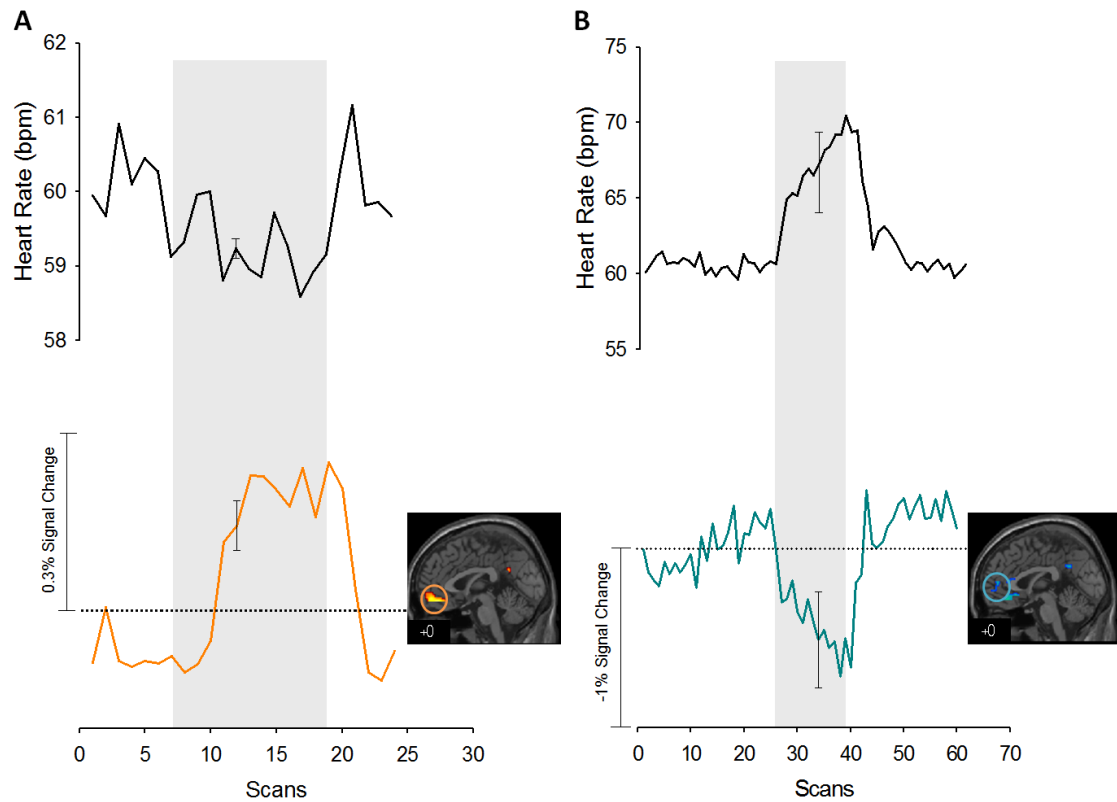 A
62
61
60
59
58
Heart Rate (bpm)
0.3% Signal Change
+0
0 5 10 15 20 25 30
Scans
B
75
70
65
60
55
Heart Rate (bpm)
-1% Signal Change
+0
0 10 20 30 40 50 60 70
Scans